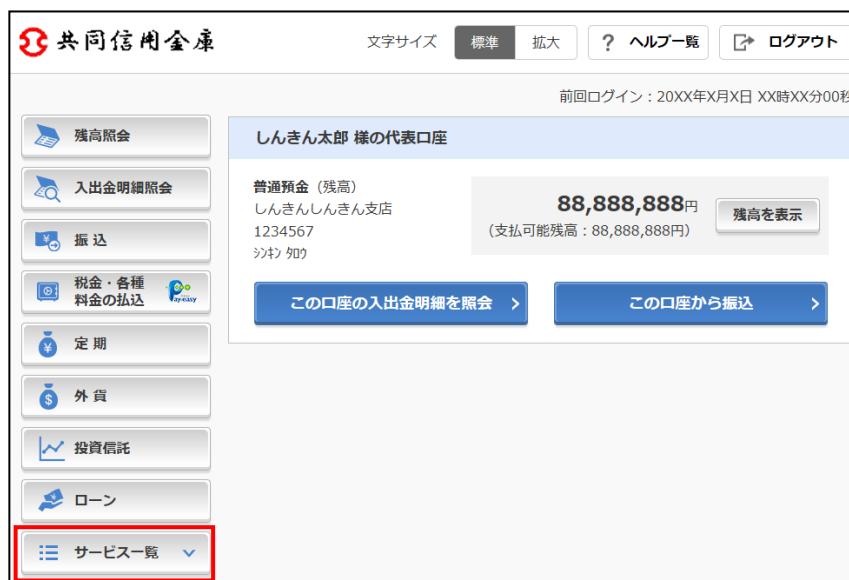 共同信用金庫
文字サイズ 標準 拡大 ? ヘルプ一覧 ログアウト
前回ログイン：20XX年X月X日 XX時XX分00秒
残高照会
入出金明細照会
振込
税金・各種
料金の払込
Pay-easy
定期
外貨
投資信託
ローン
サービス一覧
しんきん太郎 様の代表口座
普通預金（残高）
しんきんしんきん支店
1234567
ｼﾝｷﾝ ﾀﾛｳ
88,888,888円
（支払可能残高：88,888,888円）
残高を表示
この口座の入出金明細を照会
この口座から振込